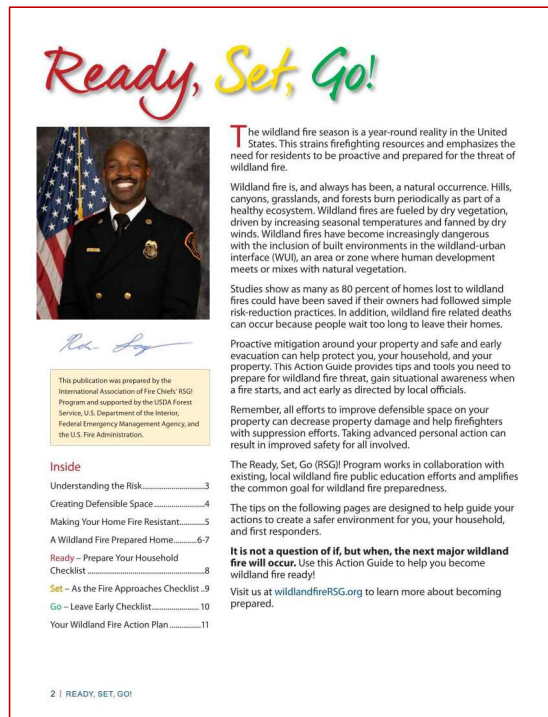 Ready, Set, Go!
The wildland fire season is a year-round reality in the United
States. This strains firefighting resources and emphasizes the
need for residents to be proactive and prepared for the threat of
wildland fire.
Wildland fire is, and always has been, a natural occurrence. Hills,
canyons, grasslands, and forests burn periodically as part of a
healthy ecosystem. Wildland fires are fueled by dry vegetation,
driven by increasing seasonal temperatures and fanned by dry
winds. Wildland fires have become increasingly dangerous
with the inclusion of built environments in the wildland-urban
interface (WUI), an area or zone where human development
meets or mixes with natural vegetation.
Studies show as many as 80 percent of homes lost to wildland
fires could have been saved if their owners had followed simple
risk-reduction practices. In addition, wildland fire related deaths
can occur because people wait too long to leave their homes.
Proactive mitigation around your property and safe and early
evacuation can help protect you, your household, and your
property. This Action Guide provides tips and tools you need to
prepare for wildland fire threat, gain situational awareness when
a fire starts, and act early as directed by local officials.
Remember, all efforts to improve defensible space on your
property can decrease property damage and help firefighters
with suppression efforts. Taking advanced personal action can
result in improved safety for all involved.
The Ready, Set, Go (RSG)! Program works in collaboration with
existing, local wildland fire public education efforts and amplifies
the common goal for wildland fire preparedness.
The tips on the following pages are designed to help guide your
actions to create a safer environment for you, your household,
and first responders.
It is not a question of if, but when, the next major wildland
fire will occur. Use this Action Guide to help you become
wildland fire ready!
Visit us at wildlandfireRSG.org to learn more about becoming
prepared.
This publication was prepared by the
International Association of Fire Chiefs' RSG!
Program and supported by the USDA Forest
Service, U.S. Department of the Interior,
Federal Emergency Management Agency, and
the U.S. Fire Administration.
Inside
Understanding the Risk..........................3
Creating Defensible Space....................4
Making Your Home Fire Resistant...........5
A Wildland Fire Prepared Home............6-7
Ready – Prepare Your Household
Checklist................................................8
Set – As the Fire Approaches Checklist ..9
Go – Leave Early Checklist...................... 10
Your Wildland Fire Action Plan ...............11
2 | READY, SET, GO!